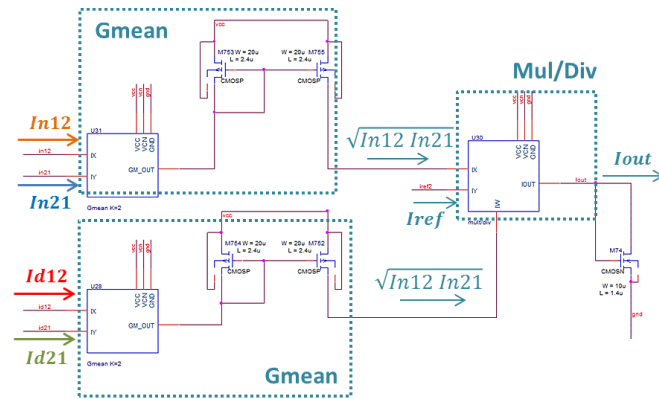 Gmean
vcc
M753 W = 20u
L = 2.4u
W = 20u M755
L = 2.4u
CMOSP
CMOSP
Mul/Div
vcc
vcn
gnd
U31
In12
in12
IX
VCC
VCN
GND
GM_OUT
in21
IY
In21
Gmean K=2
√In12 In21
vcc
vcn
gnd
U30
VCC
VCN
GND
IX
iref2
IY
IOUT
Iout
Iout
Iref
IW
mul/div
vcc
M754 W = 20u
L = 2.4u
W = 20u M752
L = 2.4u
CMOSP
CMOSP
M74
CMOSN
W = 10u
L = 1.4u
gnd
Id12
vcc
vcn
gnd
U28
id12
IX
VCC
VCN
GND
GM_OUT
id21
IY
Id21
Gmean K=2
√In12 In21
Gmean